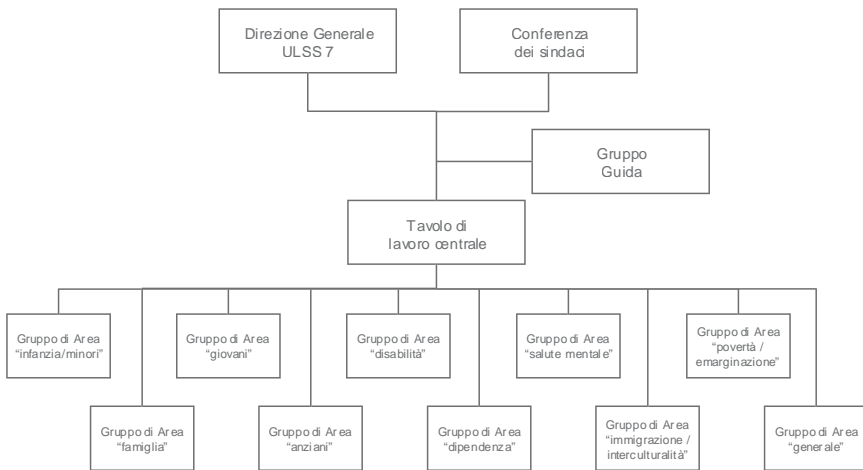 Direzione Generale
ULSS 7
Conferenza
dei sindaci
Gruppo
Guida
Tavolo di
lavoro centrale
Gruppo di Area
“infanzia/minori”
Gruppo di Area
“giovani”
Gruppo di Area
“disabilità”
Gruppo di Area
“salute mentale”
Gruppo di Area
“povertà /
emarginazione”
Gruppo di Area
“famiglia”
Gruppo di Area
“anziani”
Gruppo di Area
“dipendenza”
Gruppo di Area
“immigrazione /
interculturalità”
Gruppo di Area
“generale”